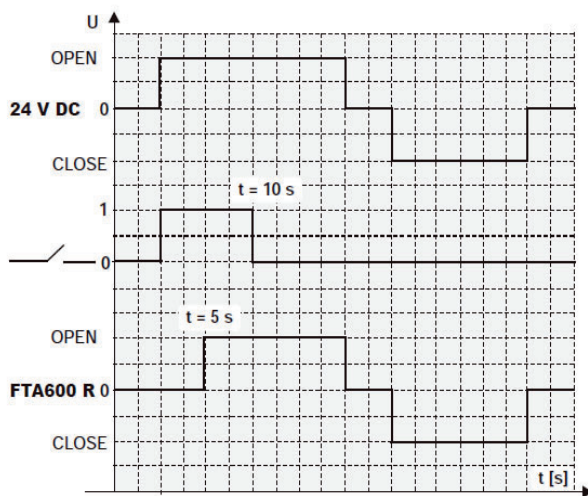 U
OPEN
24 V DC 0
CLOSE
t = 10 s
1
0
t = 5 s
OPEN
FTA600 R 0
CLOSE
t [s]